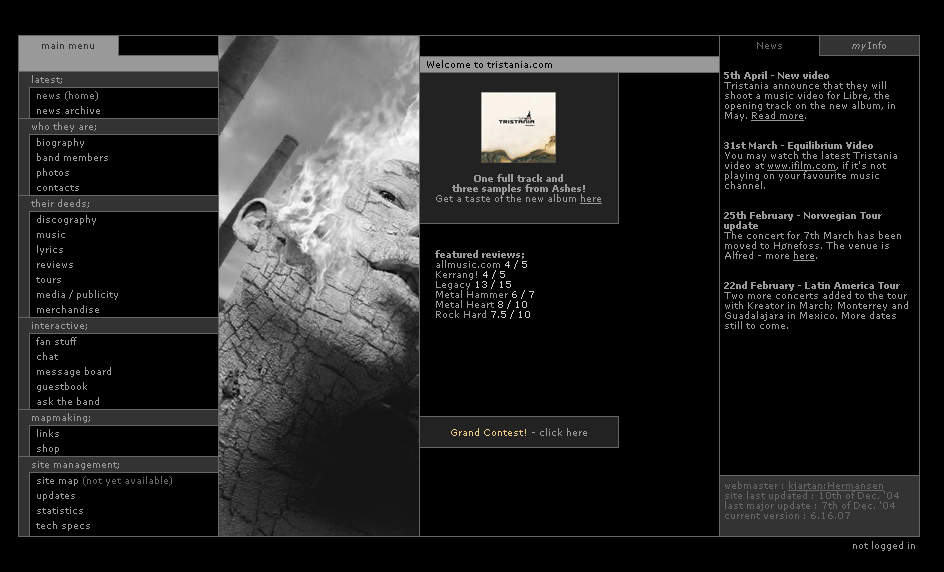 main menu
latest;
news (home)
news archive
who they are;
biography
band members
photos
contacts
their deeds;
discography
music
lyrics
reviews
tours
media / publicity
merchandise
interactive;
fan stuff
chat
message board
guestbook
ask the band
mapmaking;
links
shop
site management;
site map (not yet available)
updates
statistics
tech specs
Welcome to tristania.com
TRISTANIA
One full track and
three samples from Ashes!
Get a taste of the new album here
featured reviews;
allmusic.com 4 / 5
Kerrang! 4 / 5
Legacy 13 / 15
Metal Hammer 6 / 7
Metal Heart 8 / 10
Rock Hard 7.5 / 10
Grand Contest! - click here
News
myInfo
5th April - New video
Tristania announce that they will
shoot a music video for Libre, the
opening track on the new album, in
May. Read more.
31st March - Equilibrium Video
You may watch the latest Tristania
video at www.ifilm.com, if it's not
playing on your favourite music
channel.
25th February - Norwegian Tour
update
The concert for 7th March has been
moved to Hønefoss. The venue is
Alfred - more here.
22nd February - Latin America Tour
Two more concerts added to the tour
with Kreator in March; Monterrey and
Guadalajara in Mexico. More dates
still to come.
webmaster : kjartan:Hermansen
site last updated : 10th of Dec. '04
last major update : 7th of Dec. '04
current version : 6.16.07
not logged in